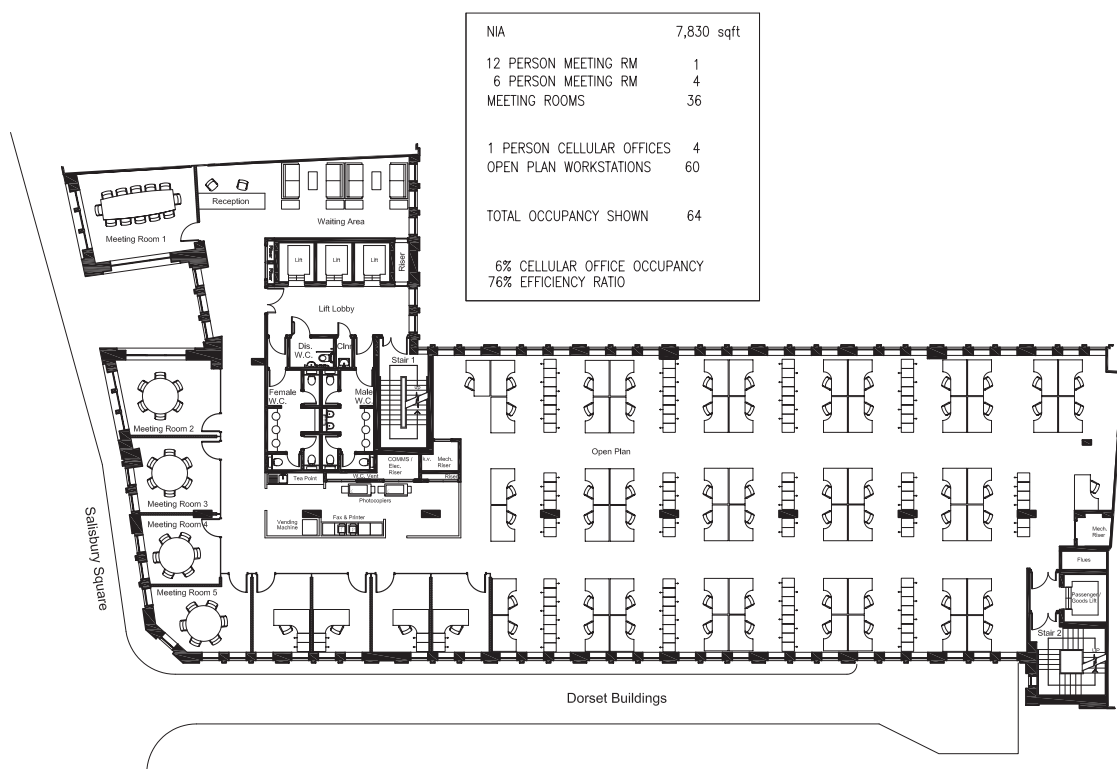 NIA 7,830 sqft
12 PERSON MEETING RM 1
6 PERSON MEETING RM 4
MEETING ROOMS 36
1 PERSON CELLULAR OFFICES 4
OPEN PLAN WORKSTATIONS 60
TOTAL OCCUPANCY SHOWN 64
6% CELLULAR OFFICE OCCUPANCY
76% EFFICIENCY RATIO
Reception
Waiting Area
Meeting Room 1
Lift
Lift
Lift
Riser
Lift Lobby
Dis.
W.C.
Clnr
Stair 1
Female
W.C.
Male
W.C.
Meeting Room 2
Open Plan
COMMS /
Elec.
Riser
Mech.
Riser
Riser
Tea Point
W.C. Vent
Photocopiers
Meeting Room 3
Meeting Room 4
Vending
Machine
Fax & Printer
Mech.
Riser
Flues
Passenger/
Goods Lift
Meeting Room 5
Stair 2
UP
Salisbury Square
Dorset Buildings